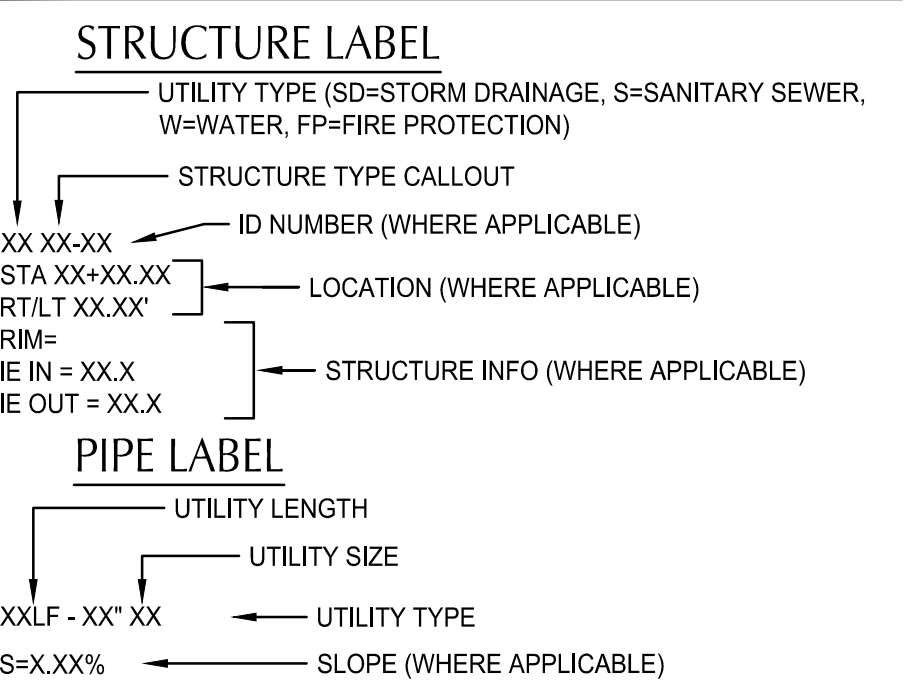 STRUCTURE LABEL
UTILITY TYPE (SD=STORM DRAINAGE, S=SANITARY SEWER,
W=WATER, FP=FIRE PROTECTION)
STRUCTURE TYPE CALLOUT
ID NUMBER (WHERE APPLICABLE)
XX XX-XX
STA XX+XX.XX
RT/LT XX.XX'
LOCATION (WHERE APPLICABLE)
RIM=
IE IN = XX.X
IE OUT = XX.X
STRUCTURE INFO (WHERE APPLICABLE)
PIPE LABEL
UTILITY LENGTH
UTILITY SIZE
XXLF - XX" XX
UTILITY TYPE
S=X.XX%
SLOPE (WHERE APPLICABLE)